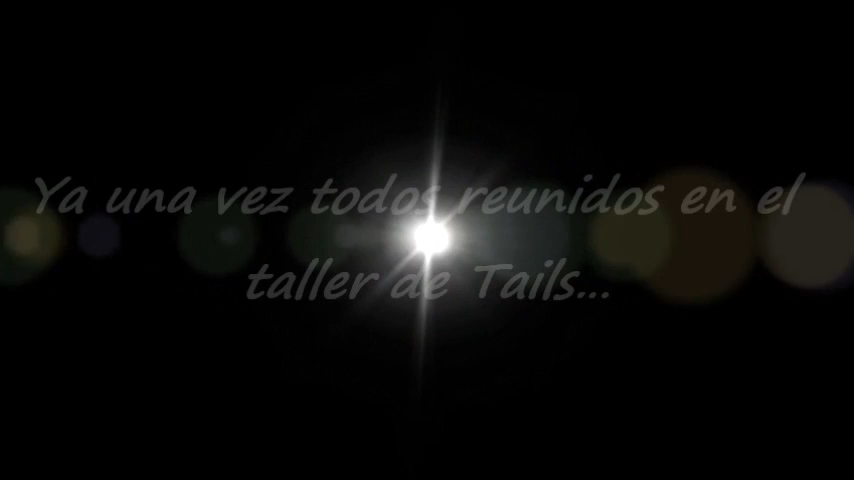 Ya una vez todos reunidos en el
taller de Tails...